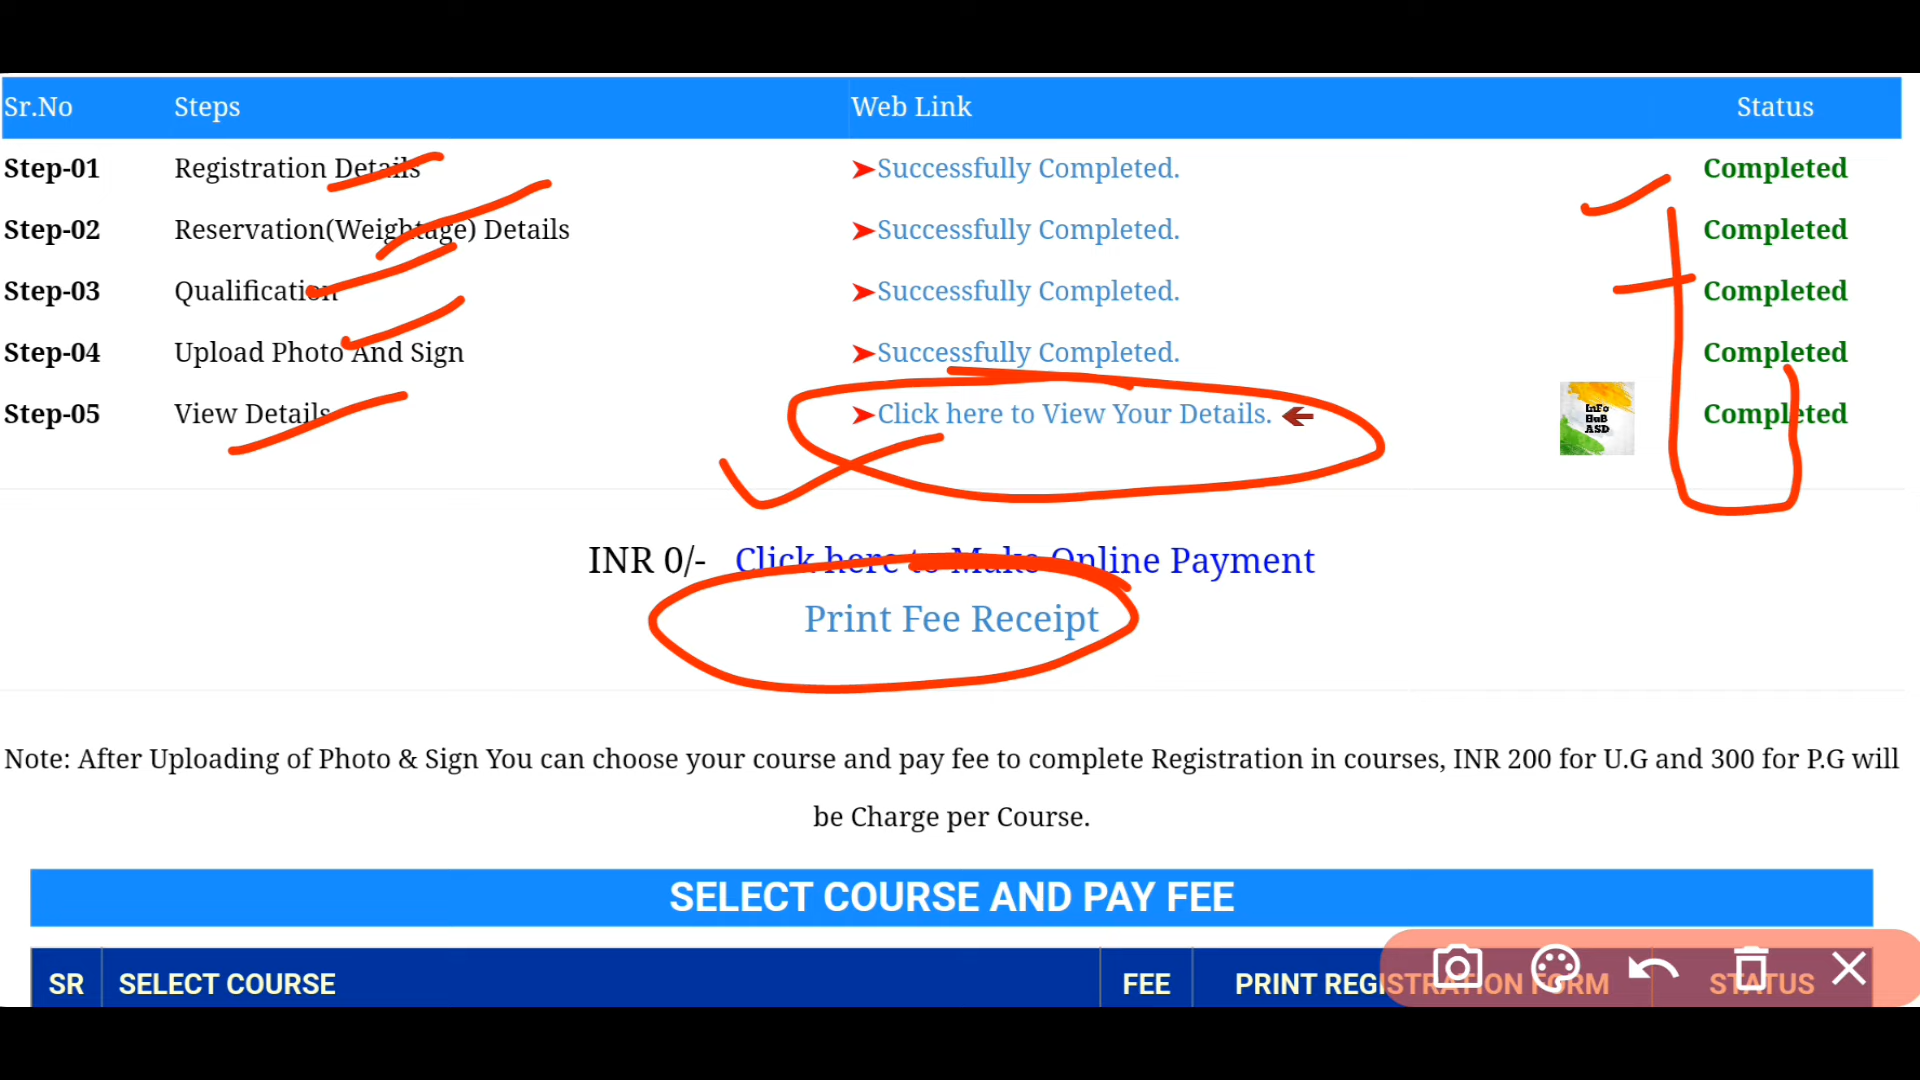 Sr.No Steps Web Link Status
Step-01 Registration Details ➤Successfully Completed. Completed
Step-02 Reservation(Weightage) Details ➤Successfully Completed. Completed
Step-03 Qualification ➤Successfully Completed. Completed
Step-04 Upload Photo And Sign ➤Successfully Completed. Completed
Step-05 View Details ➤Click here to View Your Details. Completed
InFo
HuB
ASD
INR 0/- Click here to Make Online Payment
Print Fee Receipt
Note: After Uploading of Photo & Sign You can choose your course and pay fee to complete Registration in courses, INR 200 for U.G and 300 for P.G will
be Charge per Course.
SELECT COURSE AND PAY FEE
SR SELECT COURSE FEE PRINT REGISTRATION FORM STATUS